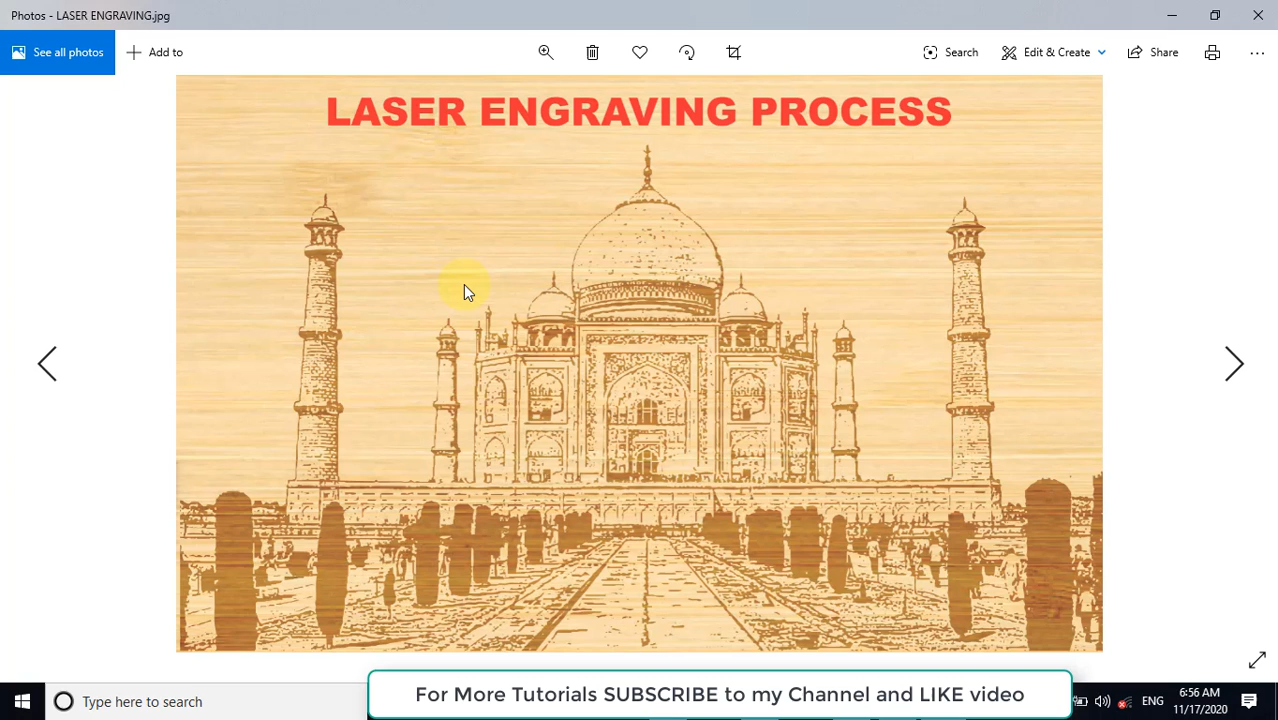 Photos - LASER ENGRAVING.jpg
See all photos
Add to
Search
Edit & Create
Share
LASER ENGRAVING PROCESS
Type here to search
For More Tutorials SUBSCRIBE to my Channel and LIKE video
ENG
6:56 AM
11/17/2020